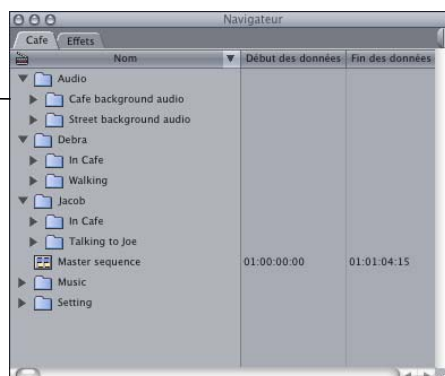 Navigateur
Cafe Effets
Nom Début des données Fin des données
Audio
Cafe background audio
Street background audio
Debra
In Cafe
Walking
Jacob
In Cafe
Talking to Joe
Master sequence 01:00:00:00 01:01:04:15
Music
Setting